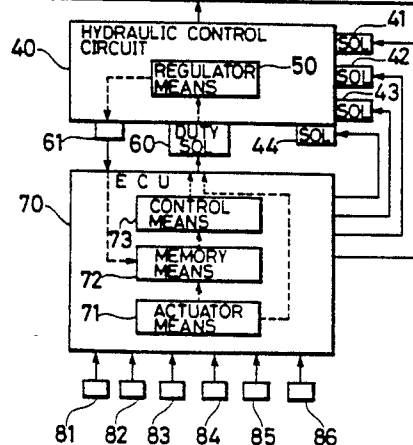 HYDRAULIC CONTROL
CIRCUIT
40
REGULATOR
MEANS
50
SOL
41
SOL
42
SOL
43
SOL
44
61
60
DUTY
SOL
ECU
70
CONTROL
MEANS
73
MEMORY
MEANS
72
ACTUATOR
MEANS
71
81
82
83
84
85
86